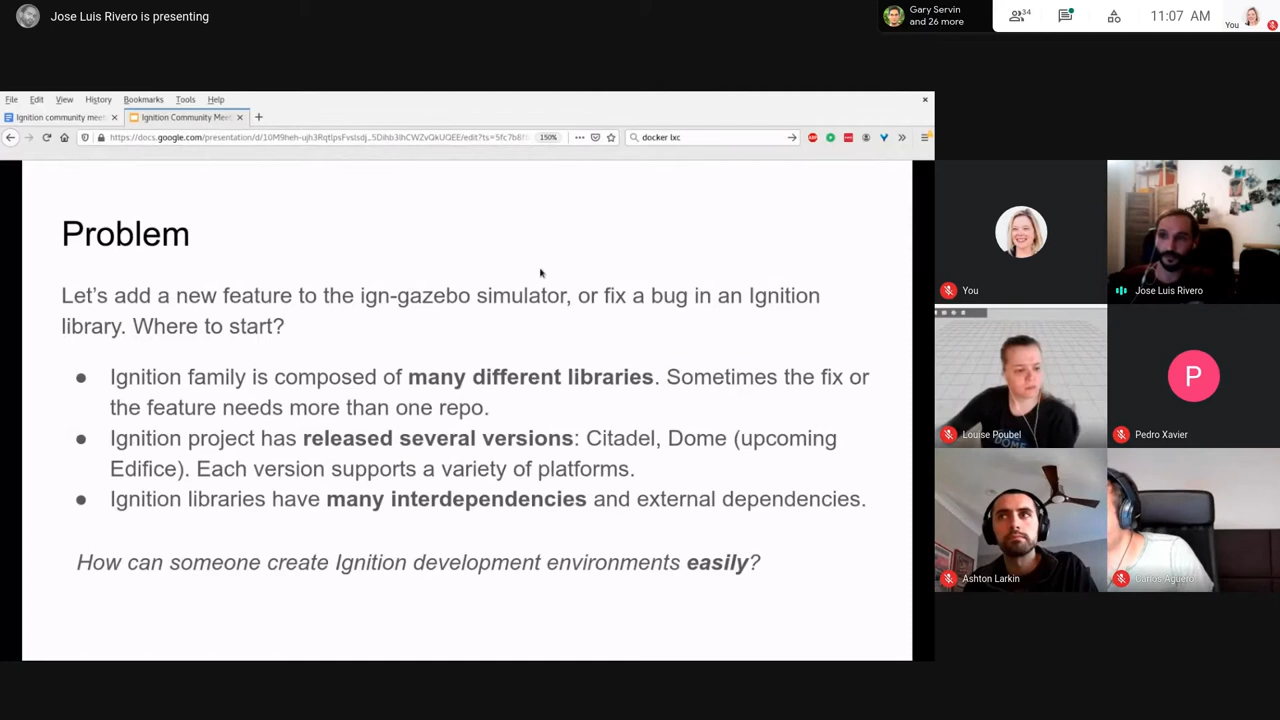 Jose Luis Rivero is presenting
Gary Servin
and 26 more
34
11:07 AM
You
File Edit View History Bookmarks Tools Help
Ignition community meet
Ignition Community Meet
150%
docker lxc
Problem
Let's add a new feature to the ign-gazebo simulator, or fix a bug in an Ignition
library. Where to start?
● Ignition family is composed of many different libraries. Sometimes the fix or
the feature needs more than one repo.
● Ignition project has released several versions: Citadel, Dome (upcoming
Edifice). Each version supports a variety of platforms.
● Ignition libraries have many interdependencies and external dependencies.
How can someone create Ignition development environments easily?
You
Jose Luis Rivero
Louise Poubel
P
Pedro Xavier
Ashton Larkin
Carlos Agüero